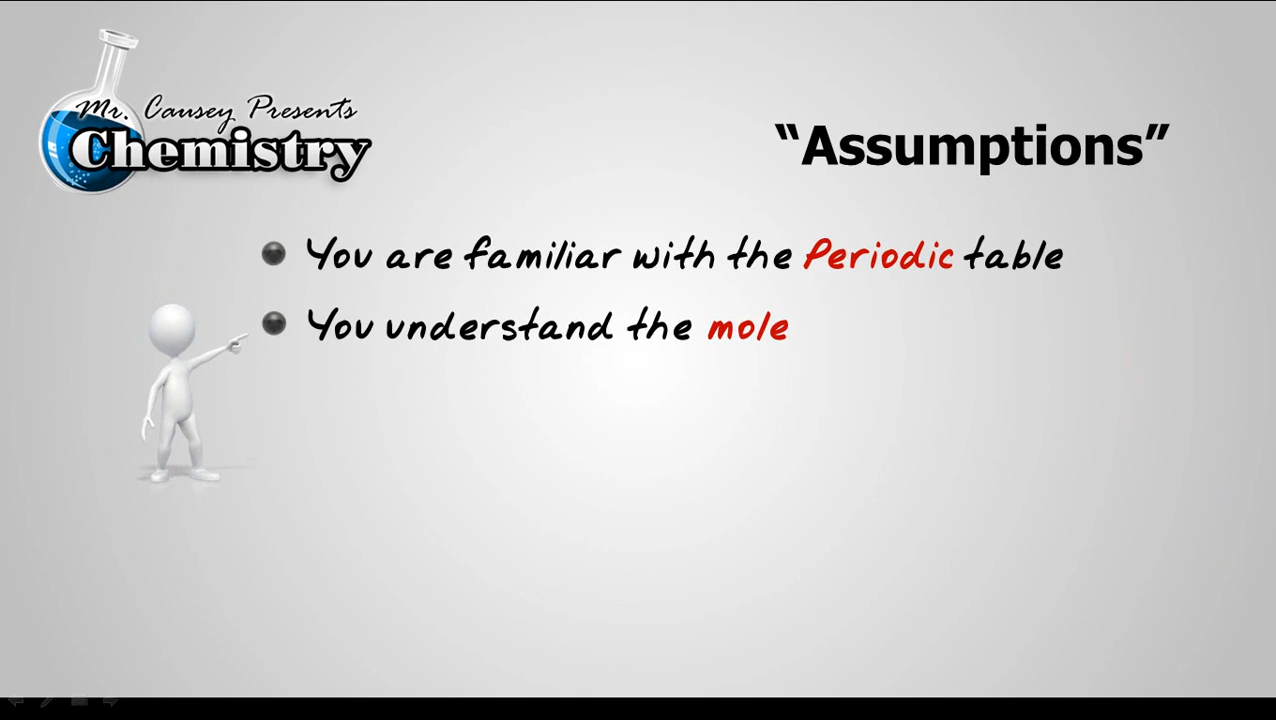 Mr. Causey Presents
Chemistry
“Assumptions”
You are familiar with the Periodic table
You understand the mole